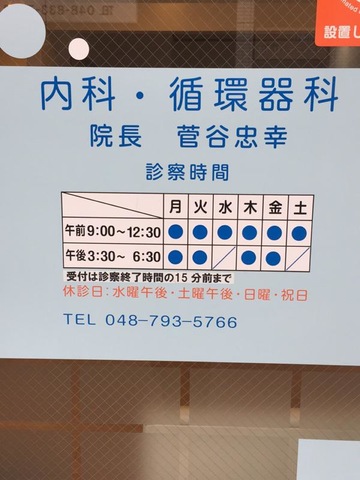 設置し
内科・循環器科
院長 菅谷忠幸
診察時間
月 火 水 木 金 土
午前 9:00～12:30 ● ● ● ● ● ●
午後 3:30～ 6:30 ● ● ／ ● ● ／
受付は診察終了時間の15分前まで
休診日：水曜午後・土曜午後・日曜・祝日
TEL 048-793-5766